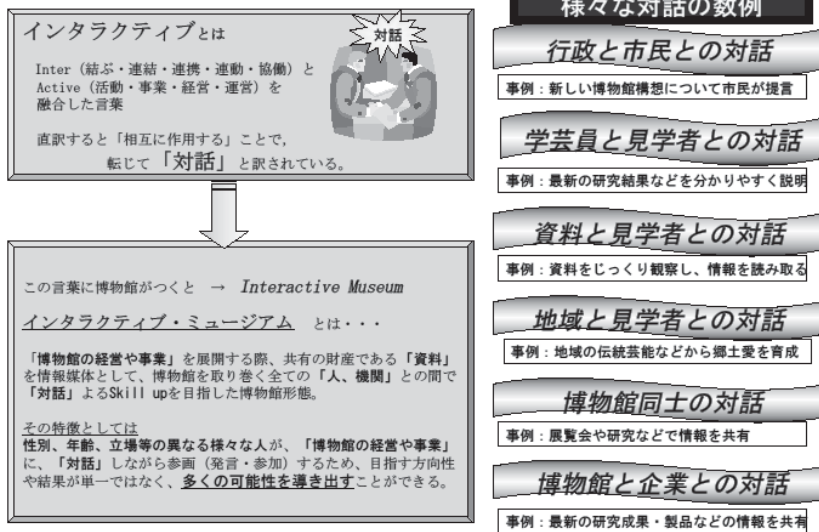 インタラクティブとは
対話
Inter（結ぶ・連結・連携・連動・協働）と
Active（活動・事業・経営・運営）を
融合した言葉
直訳すると「相互に作用する」ことで,
転じて「対話」と訳されている。
この言葉に博物館がつくと → Interactive Museum
インタラクティブ・ミュージアム とは・・・
「博物館の経営や事業」を展開する際、共有の財産である「資料」
を情報媒体として、博物館を取り巻く全ての「人、機関」との間で
「対話」よるSkill upを目指した博物館形態。
その特徴としては
性別、年齢、立場等の異なる様々な人が、「博物館の経営や事業」
に、「対話」しながら参画（発言・参加）するため、目指す方向性
や結果が単一ではなく、多くの可能性を導き出すことができる。
様々な対話の数例
行政と市民との対話
事例：新しい博物館構想について市民が提言
学芸員と見学者との対話
事例：最新の研究結果などを分かりやすく説明
資料と見学者との対話
事例：資料をじっくり観察し、情報を読み取る
地域と見学者との対話
事例：地域の伝統芸能などから郷土愛を育成
博物館同士の対話
事例：展覧会や研究などで情報を共有
博物館と企業との対話
事例：最新の研究成果・製品などの情報を共有